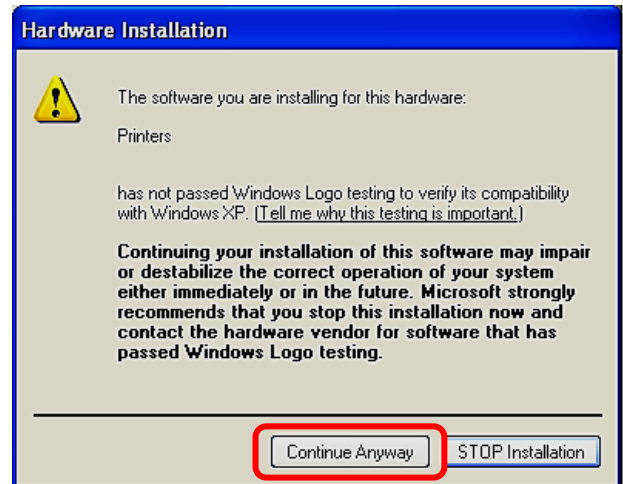 Hardware Installation
The software you are installing for this hardware:
Printers
has not passed Windows Logo testing to verify its compatibility
with Windows XP. (Tell me why this testing is important.)
Continuing your installation of this software may impair
or destabilize the correct operation of your system
either immediately or in the future. Microsoft strongly
recommends that you stop this installation now and
contact the hardware vendor for software that has
passed Windows Logo testing.
Continue Anyway STOP Installation